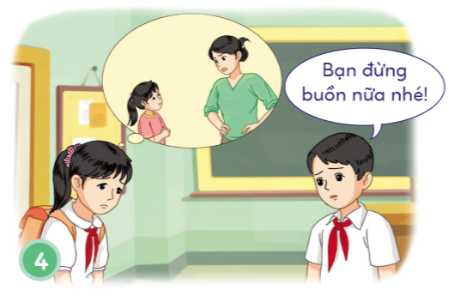 Bạn đừng
buồn nữa nhé!
4